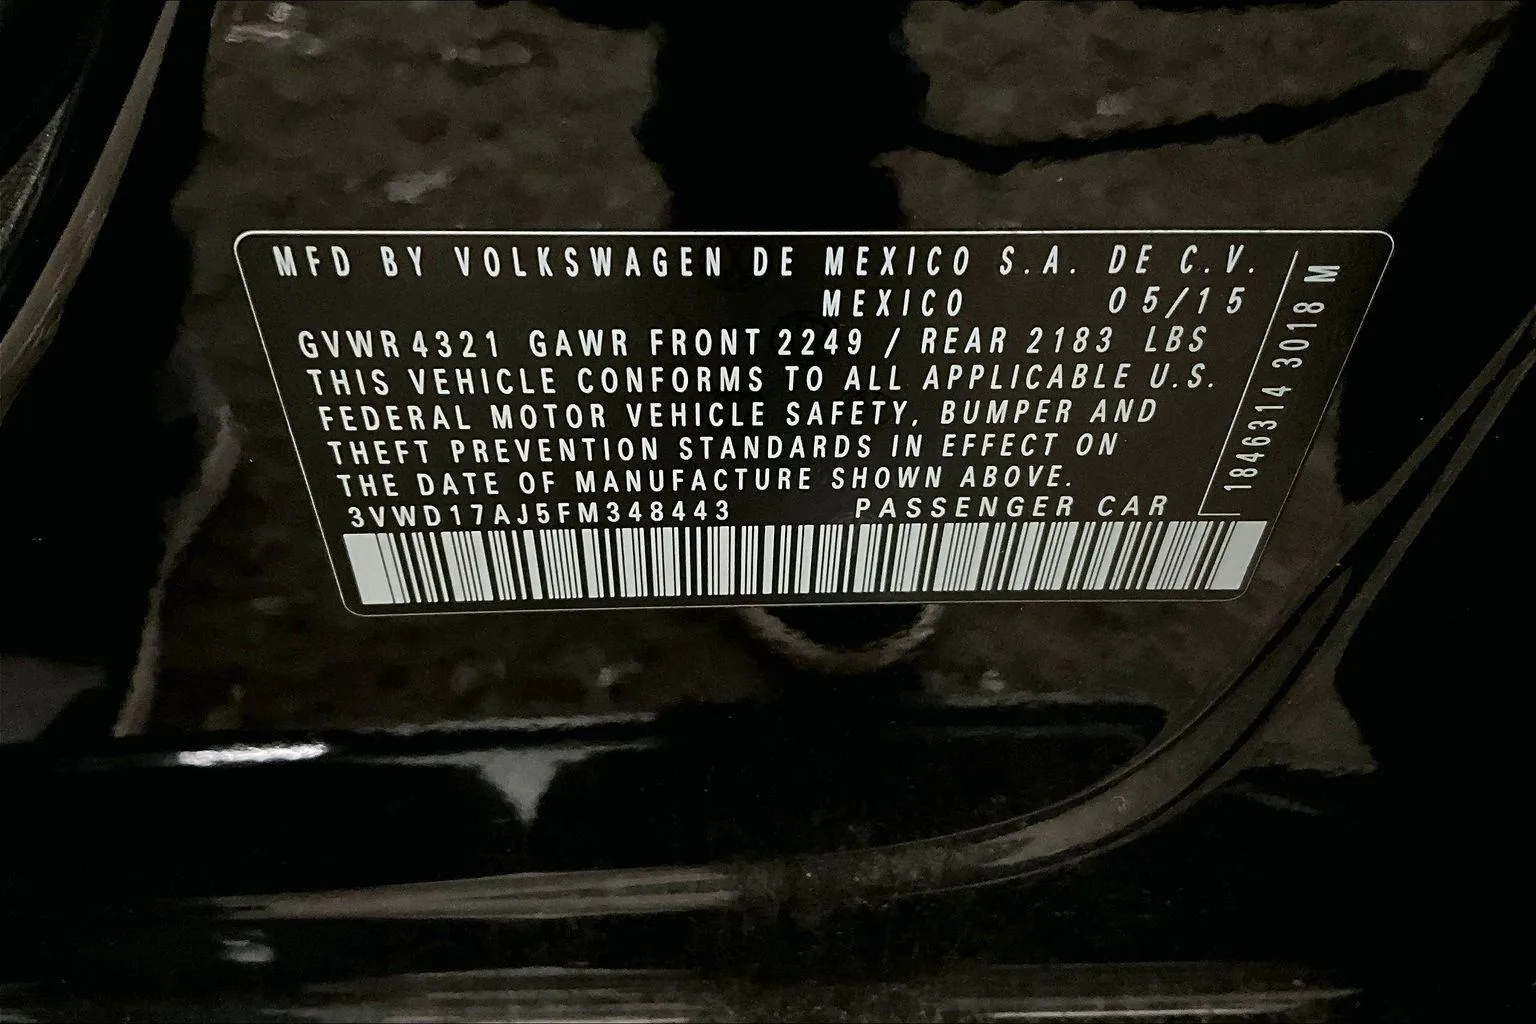 MFD BY VOLKSWAGEN DE MEXICO S.A. DE C.V.
MEXICO 05/15
GVWR 4321 GAWR FRONT 2249 / REAR 2183 LBS
THIS VEHICLE CONFORMS TO ALL APPLICABLE U.S.
FEDERAL MOTOR VEHICLE SAFETY, BUMPER AND
THEFT PREVENTION STANDARDS IN EFFECT ON
THE DATE OF MANUFACTURE SHOWN ABOVE.
3VWD17AJ5FM348443 PASSENGER CAR
1846314 3018 M